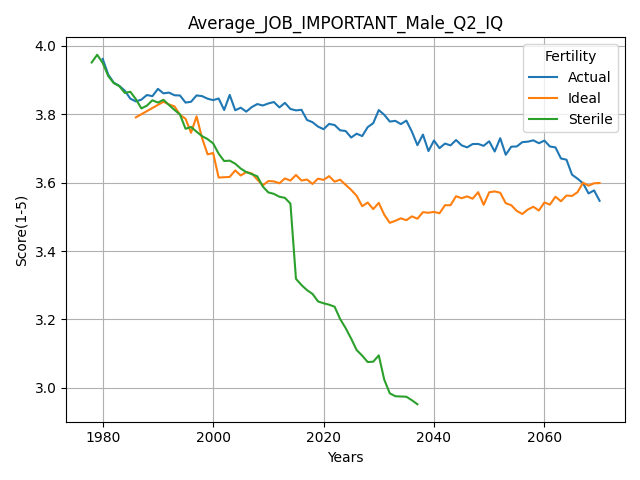 Average_JOB_IMPORTANT_Male_Q2_IQ
Fertility
Actual
Ideal
Sterile
Score(1-5)
4.0
3.8
3.6
3.4
3.2
3.0
1980 2000 2020 2040 2060
Years